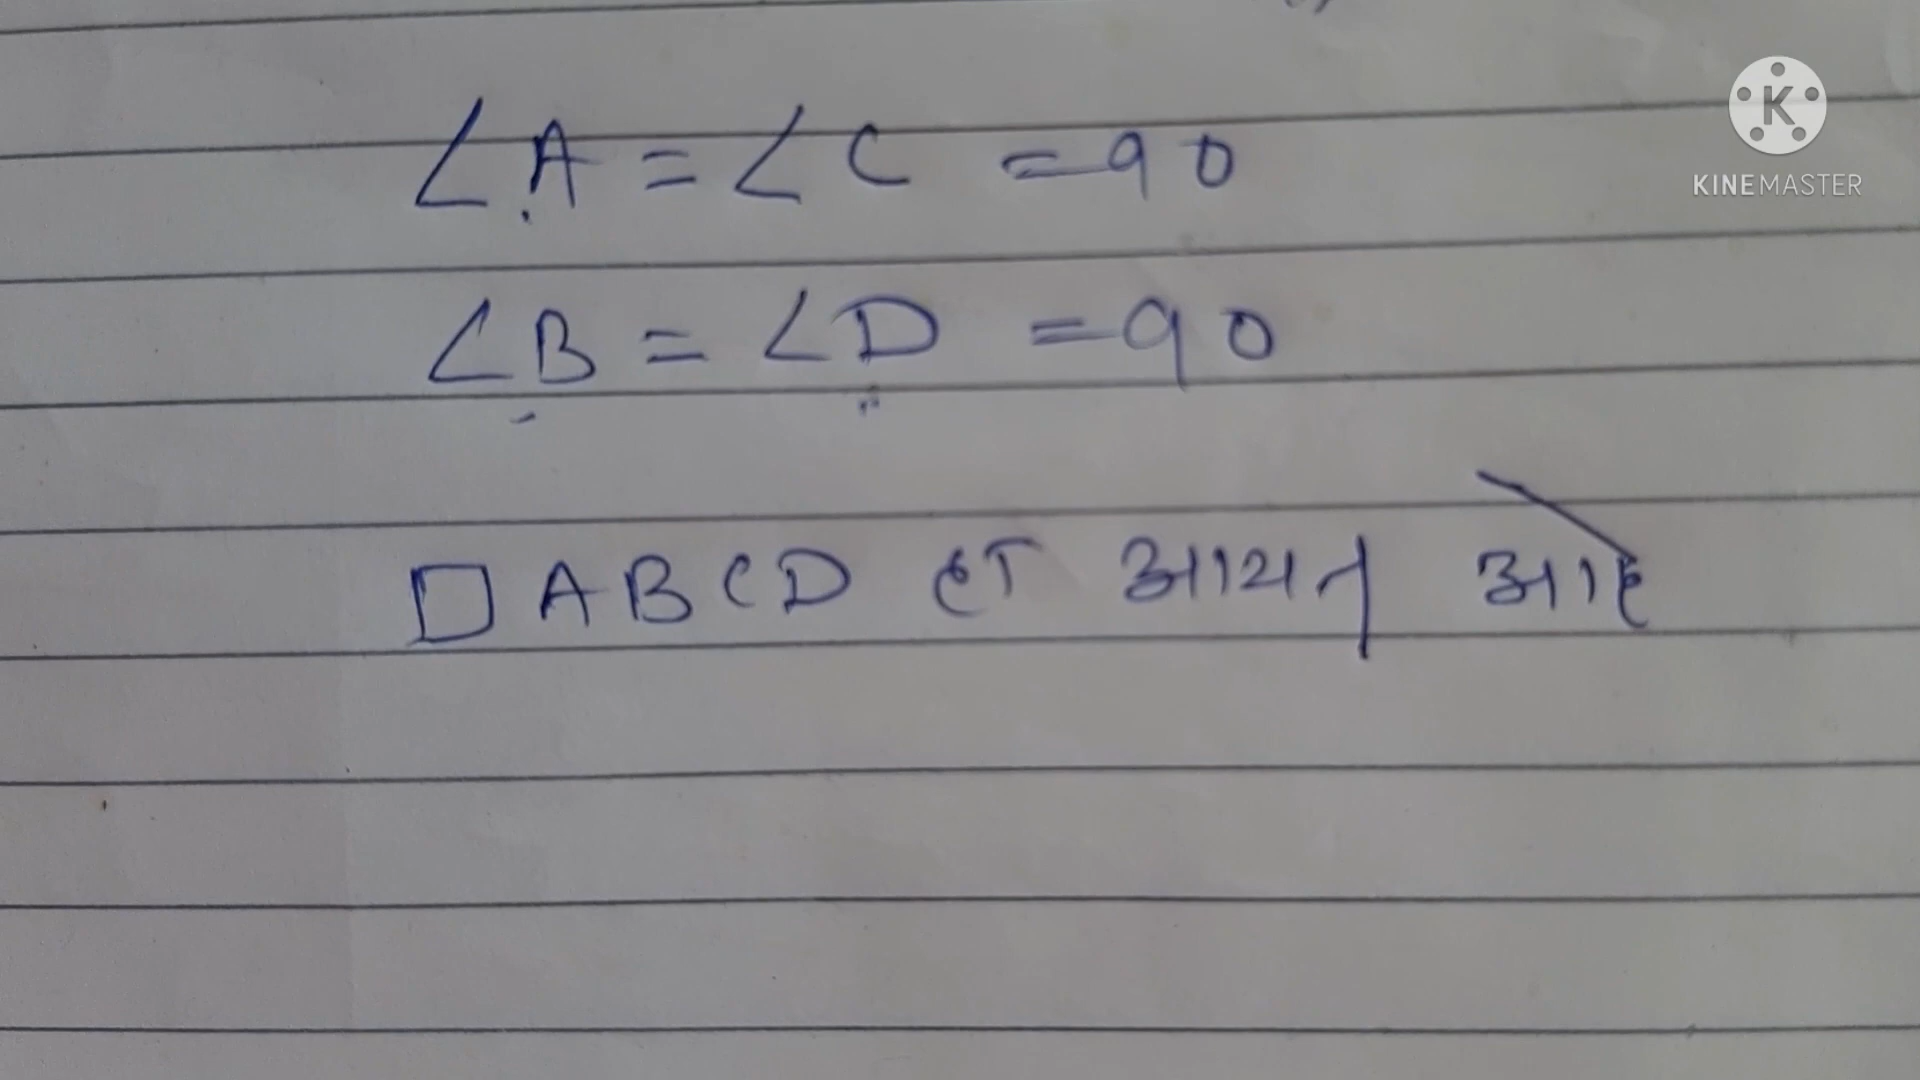 ∠A = ∠C = 90
∠B = ∠D = 90
□ABCD हा आयत आहे
K
KINEMASTER